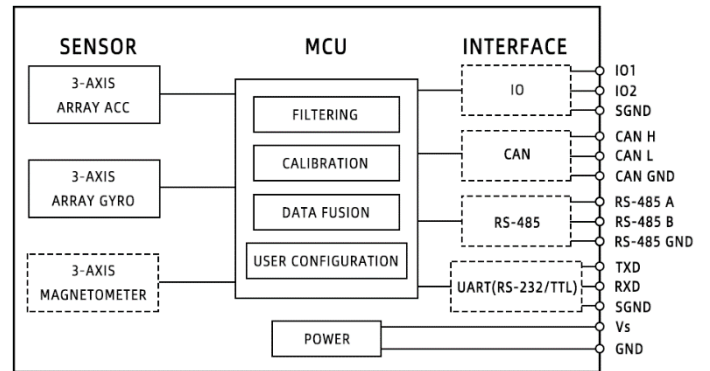 SENSOR
MCU
INTERFACE
3-AXIS
ARRAY ACC
3-AXIS
ARRAY GYRO
3-AXIS
MAGNETOMETER
FILTERING
CALIBRATION
DATA FUSION
USER CONFIGURATION
POWER
IO
CAN
RS-485
UART(RS-232/TTL)
IO1
IO2
SGND
CAN H
CAN L
CAN GND
RS-485 A
RS-485 B
RS-485 GND
TXD
RXD
SGND
Vs
GND